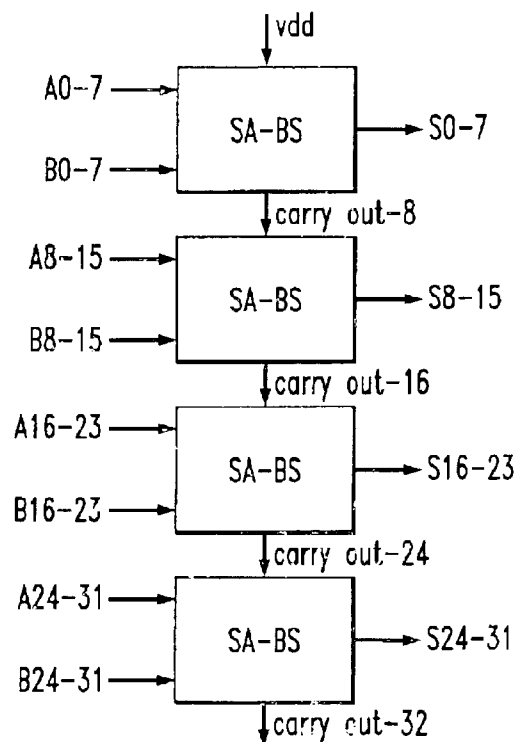 vdd
A0-7
SA-BS
S0-7
B0-7
carry out-8
A8-15
SA-BS
S8-15
B8-15
carry out-16
A16-23
SA-BS
S16-23
B16-23
carry out-24
A24-31
SA-BS
S24-31
B24-31
carry out-32